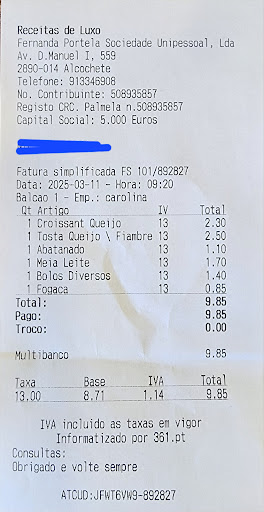 Receitas de Luxo
Fernanda Portela Sociedade Unipessoal, Lda
Av. D.Manuel I, 559
2890-014 Alcochete
Telefone: 913346908
No. Contribuinte: 508935857
Registo CRC. Palmela n.508935857
Capital Social: 5.000 Euros
Fatura simplificada FS 101/892827
Data: 2025-03-11 - Hora: 09:20
Balcao 1 - Emp.: carolina
Qt Artigo IV Total
1 Croissant Queijo 13 2.30
1 Tosta Queijo \ Fiambre 13 2.50
1 Abatanado 13 1.10
1 Meia Leite 13 1.70
1 Bolos Diversos 13 1.40
1 Fogaca 13 0.85
Total: 9.85
Pago: 9.85
Troco: 0.00
Multibanco 9.85
Taxa Base IVA Total
13.00 8.71 1.14 9.85
IVA incluido as taxas em vigor
Informatizado por 361.pt
Consultas:
Obrigado e volte sempre
ATCUD:JFWT6VW9-892827